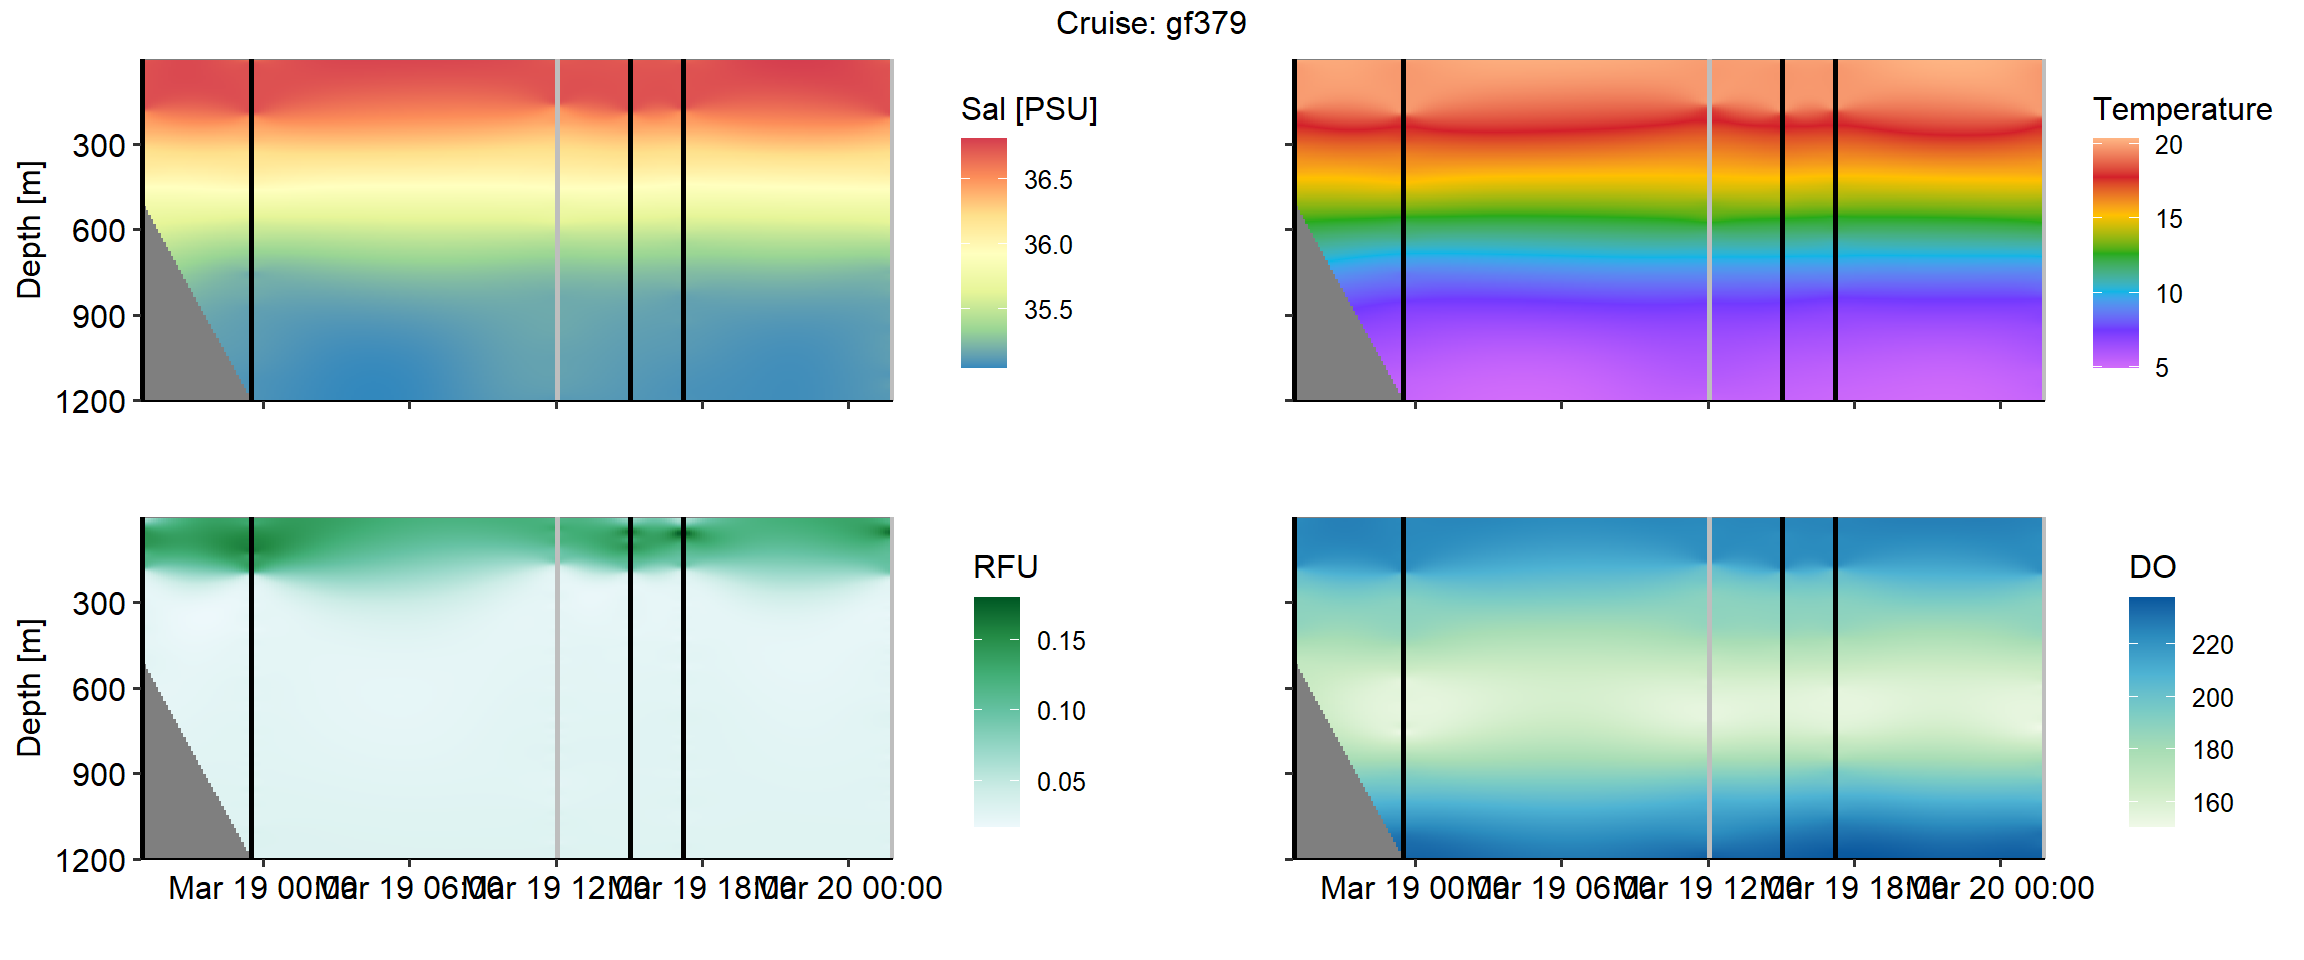 Cruise: gf379
Sal [PSU]
36.5
36.0
35.5
Depth [m]
300
600
900
1200
Temperature
20
15
10
5
RFU
0.15
0.10
0.05
Depth [m]
300
600
900
1200
Mar 19 00:00 Mar 19 06:00 Mar 19 12:00 Mar 19 18:00 Mar 20 00:00
DO
220
200
180
160
Mar 19 00:00 Mar 19 06:00 Mar 19 12:00 Mar 19 18:00 Mar 20 00:00